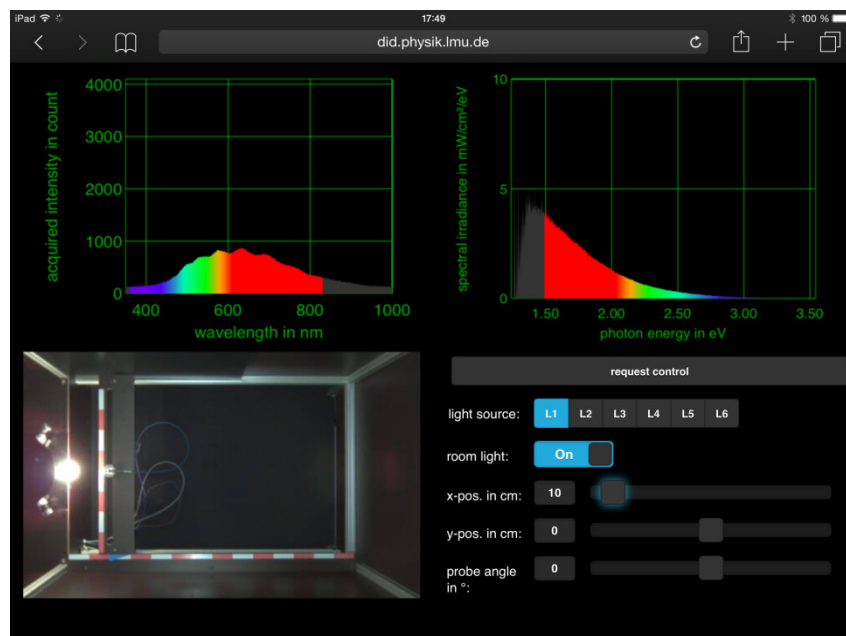 iPad 17:49 100 %
did.physik.lmu.de
acquired intensity in count
4000
3000
2000
1000
0
400 600 800 1000
wavelength in nm
spectral irradiance in mW/cm²/eV
10
5
0
1.50 2.00 2.50 3.00 3.50
photon energy in eV
request control
light source: L1 L2 L3 L4 L5 L6
room light: On
x-pos. in cm: 10
y-pos. in cm: 0
probe angle 0
in °: